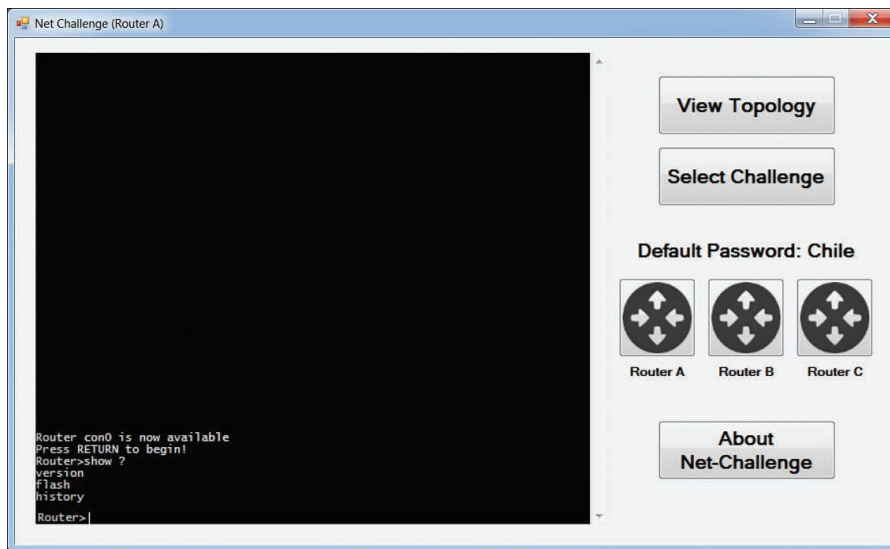 Net Challenge (Router A)
Router con0 is now available
Press RETURN to begin!
Router>show ?
version
flash
history
Router>
View Topology
Select Challenge
Default Password: Chile
Router A
Router B
Router C
About
Net-Challenge